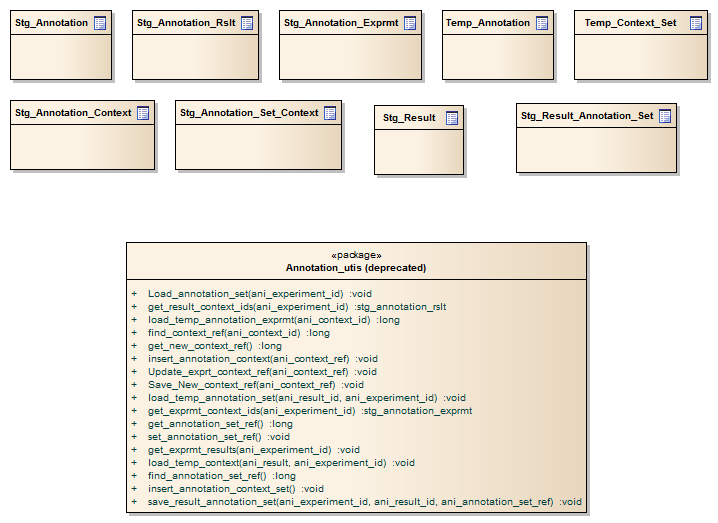 Stg_Annotation
Stg_Annotation_Rslt
Stg_Annotation_Exprmt
Temp_Annotation
Temp_Context_Set
Stg_Annotation_Context
Stg_Annotation_Set_Context
Stg_Result
Stg_Result_Annotation_Set
«package»
Annotation_utis (deprecated)
+ Load_annotation_set(ani_experiment_id) :void
+ get_result_context_ids(ani_experiment_id) :stg_annotation_rslt
+ load_temp_annotation_exprmt(ani_context_id) :long
+ find_context_ref(ani_context_id) :long
+ get_new_context_ref() :long
+ insert_annotation_context(ani_context_ref) :void
+ Update_exprt_context_ref(ani_context_ref) :void
+ Save_New_context_ref(ani_context_ref) :void
+ load_temp_annotation_set(ani_result_id, ani_experiment_id) :void
+ get_exprmt_context_ids(ani_experiment_id) :stg_annotation_exprmt
+ get_annotation_set_ref() :long
+ set_annotation_set_ref() :void
+ get_exprmt_results(ani_experiment_id) :void
+ load_temp_context(ani_result, ani_experiment_id) :void
+ find_annotation_set_ref() :long
+ insert_annotation_context_set() :void
+ save_result_annotation_set(ani_experiment_id, ani_result_id, ani_annotation_set_ref) :void